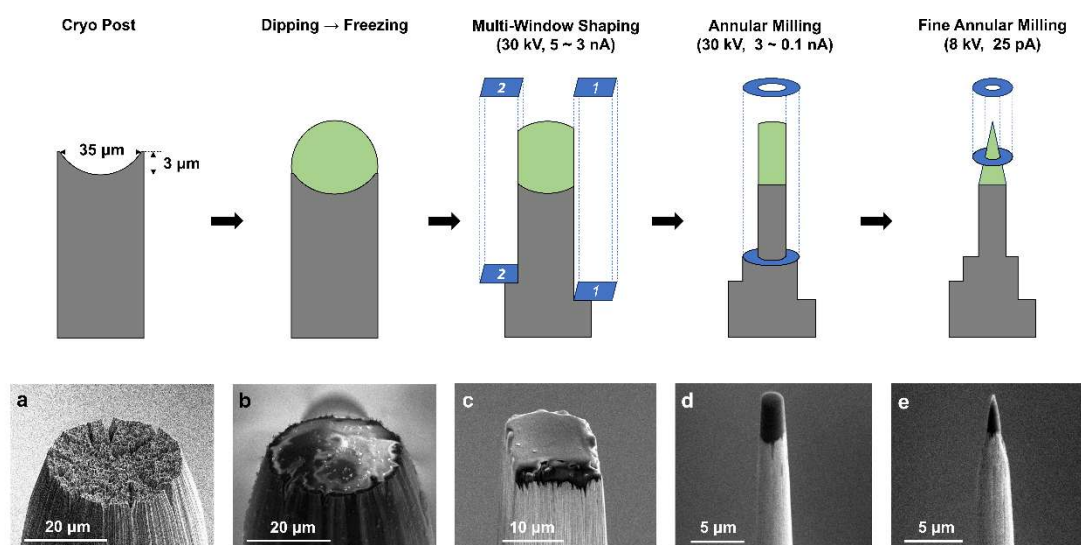 Cryo Post
Dipping → Freezing
Multi-Window Shaping
(30 kV, 5 ~ 3 nA)
Annular Milling
(30 kV, 3 ~ 0.1 nA)
Fine Annular Milling
(8 kV, 25 pA)
2
1
35 µm
3 µm
2
1
a
b
c
d
e
20 µm
20 µm
10 µm
5 µm
5 µm